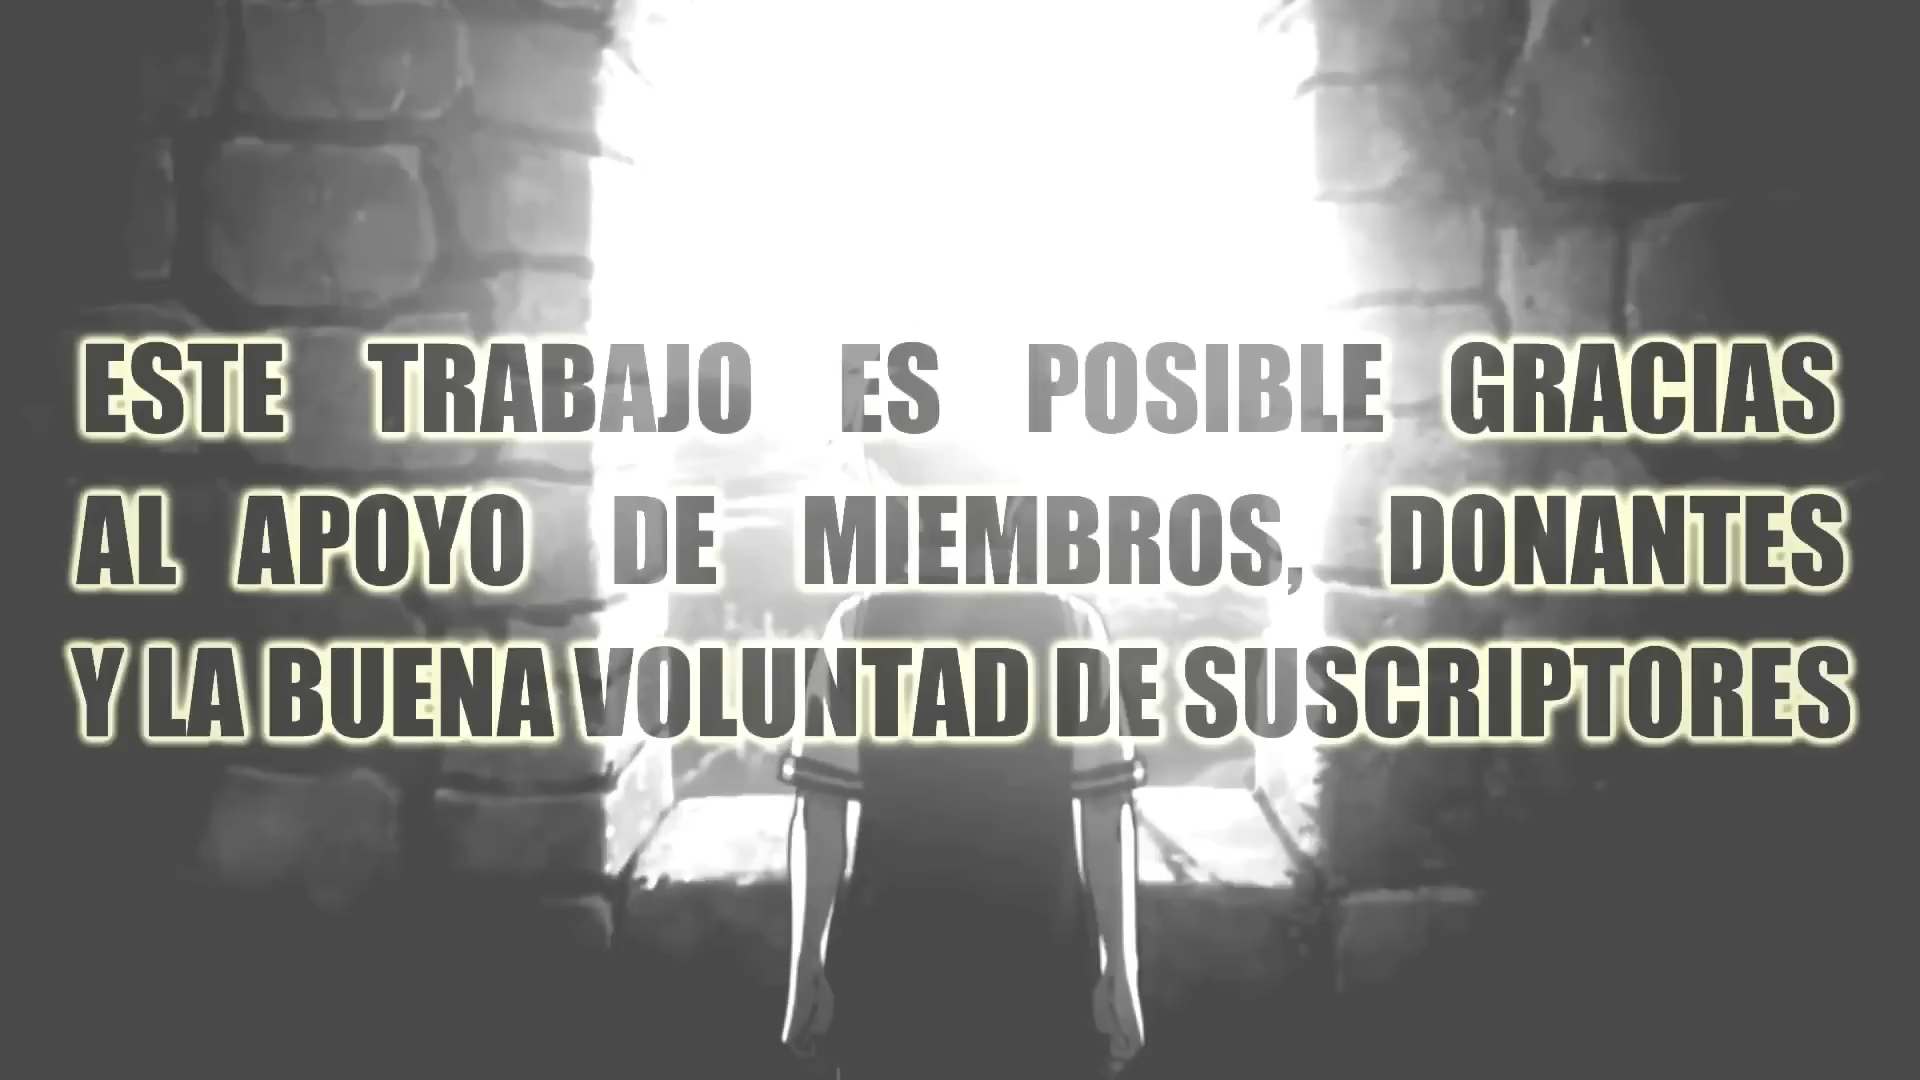 ESTE TRABAJO ES POSIBLE GRACIAS
AL APOYO DE MIEMBROS, DONANTES
Y LA BUENA VOLUNTAD DE SUSCRIPTORES